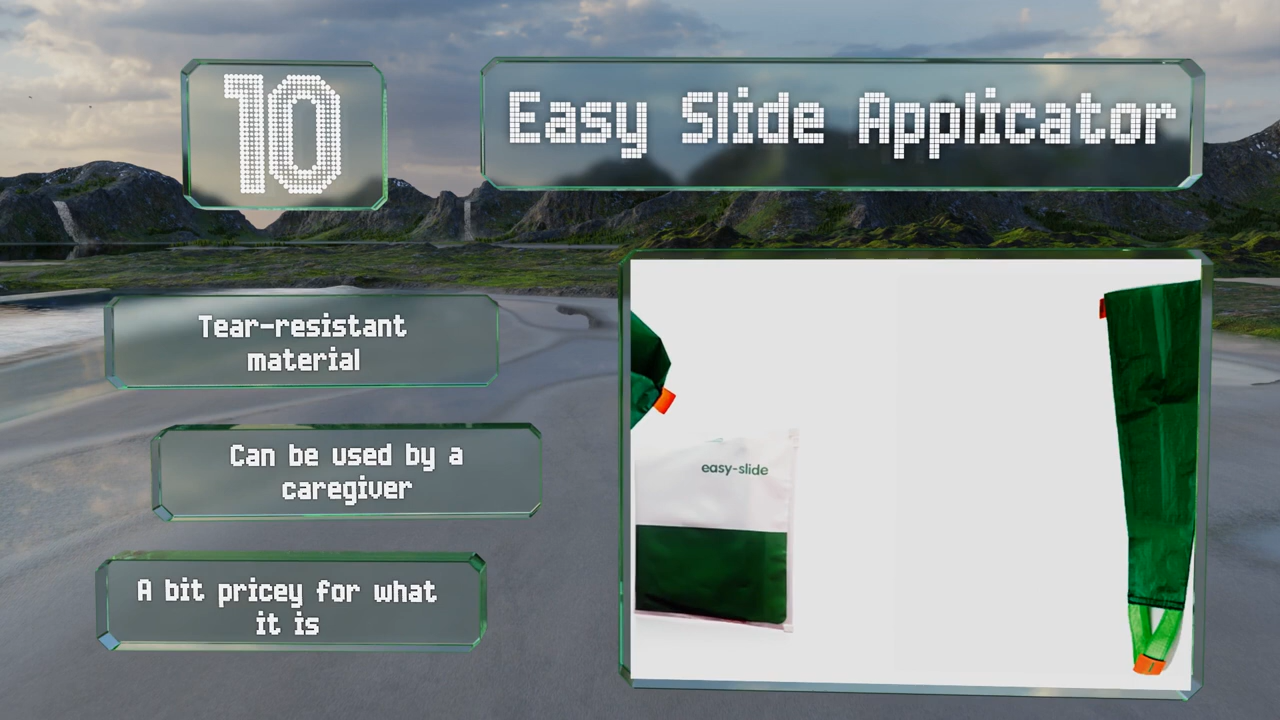 10
Easy Slide Applicator
Tear-resistant
material
Can be used by a
caregiver
A bit pricey for what
it is
easy-slide